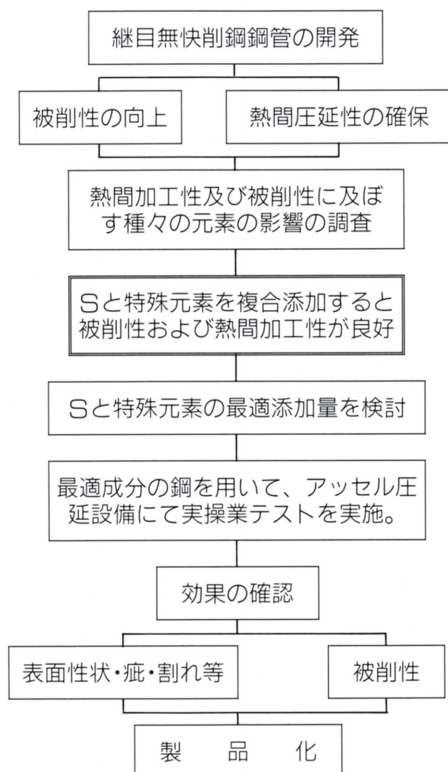 継目無快削鋼鋼管の開発
被削性の向上
熱間圧延性の確保
熱間加工性及び被削性に及ぼ
す種々の元素の影響の調査
Sと特殊元素を複合添加すると
被削性および熱間加工性が良好
Sと特殊元素の最適添加量を検討
最適成分の鋼を用いて、アッセル圧
延設備にて実操業テストを実施。
効果の確認
表面性状・疵・割れ等
被削性
製品化